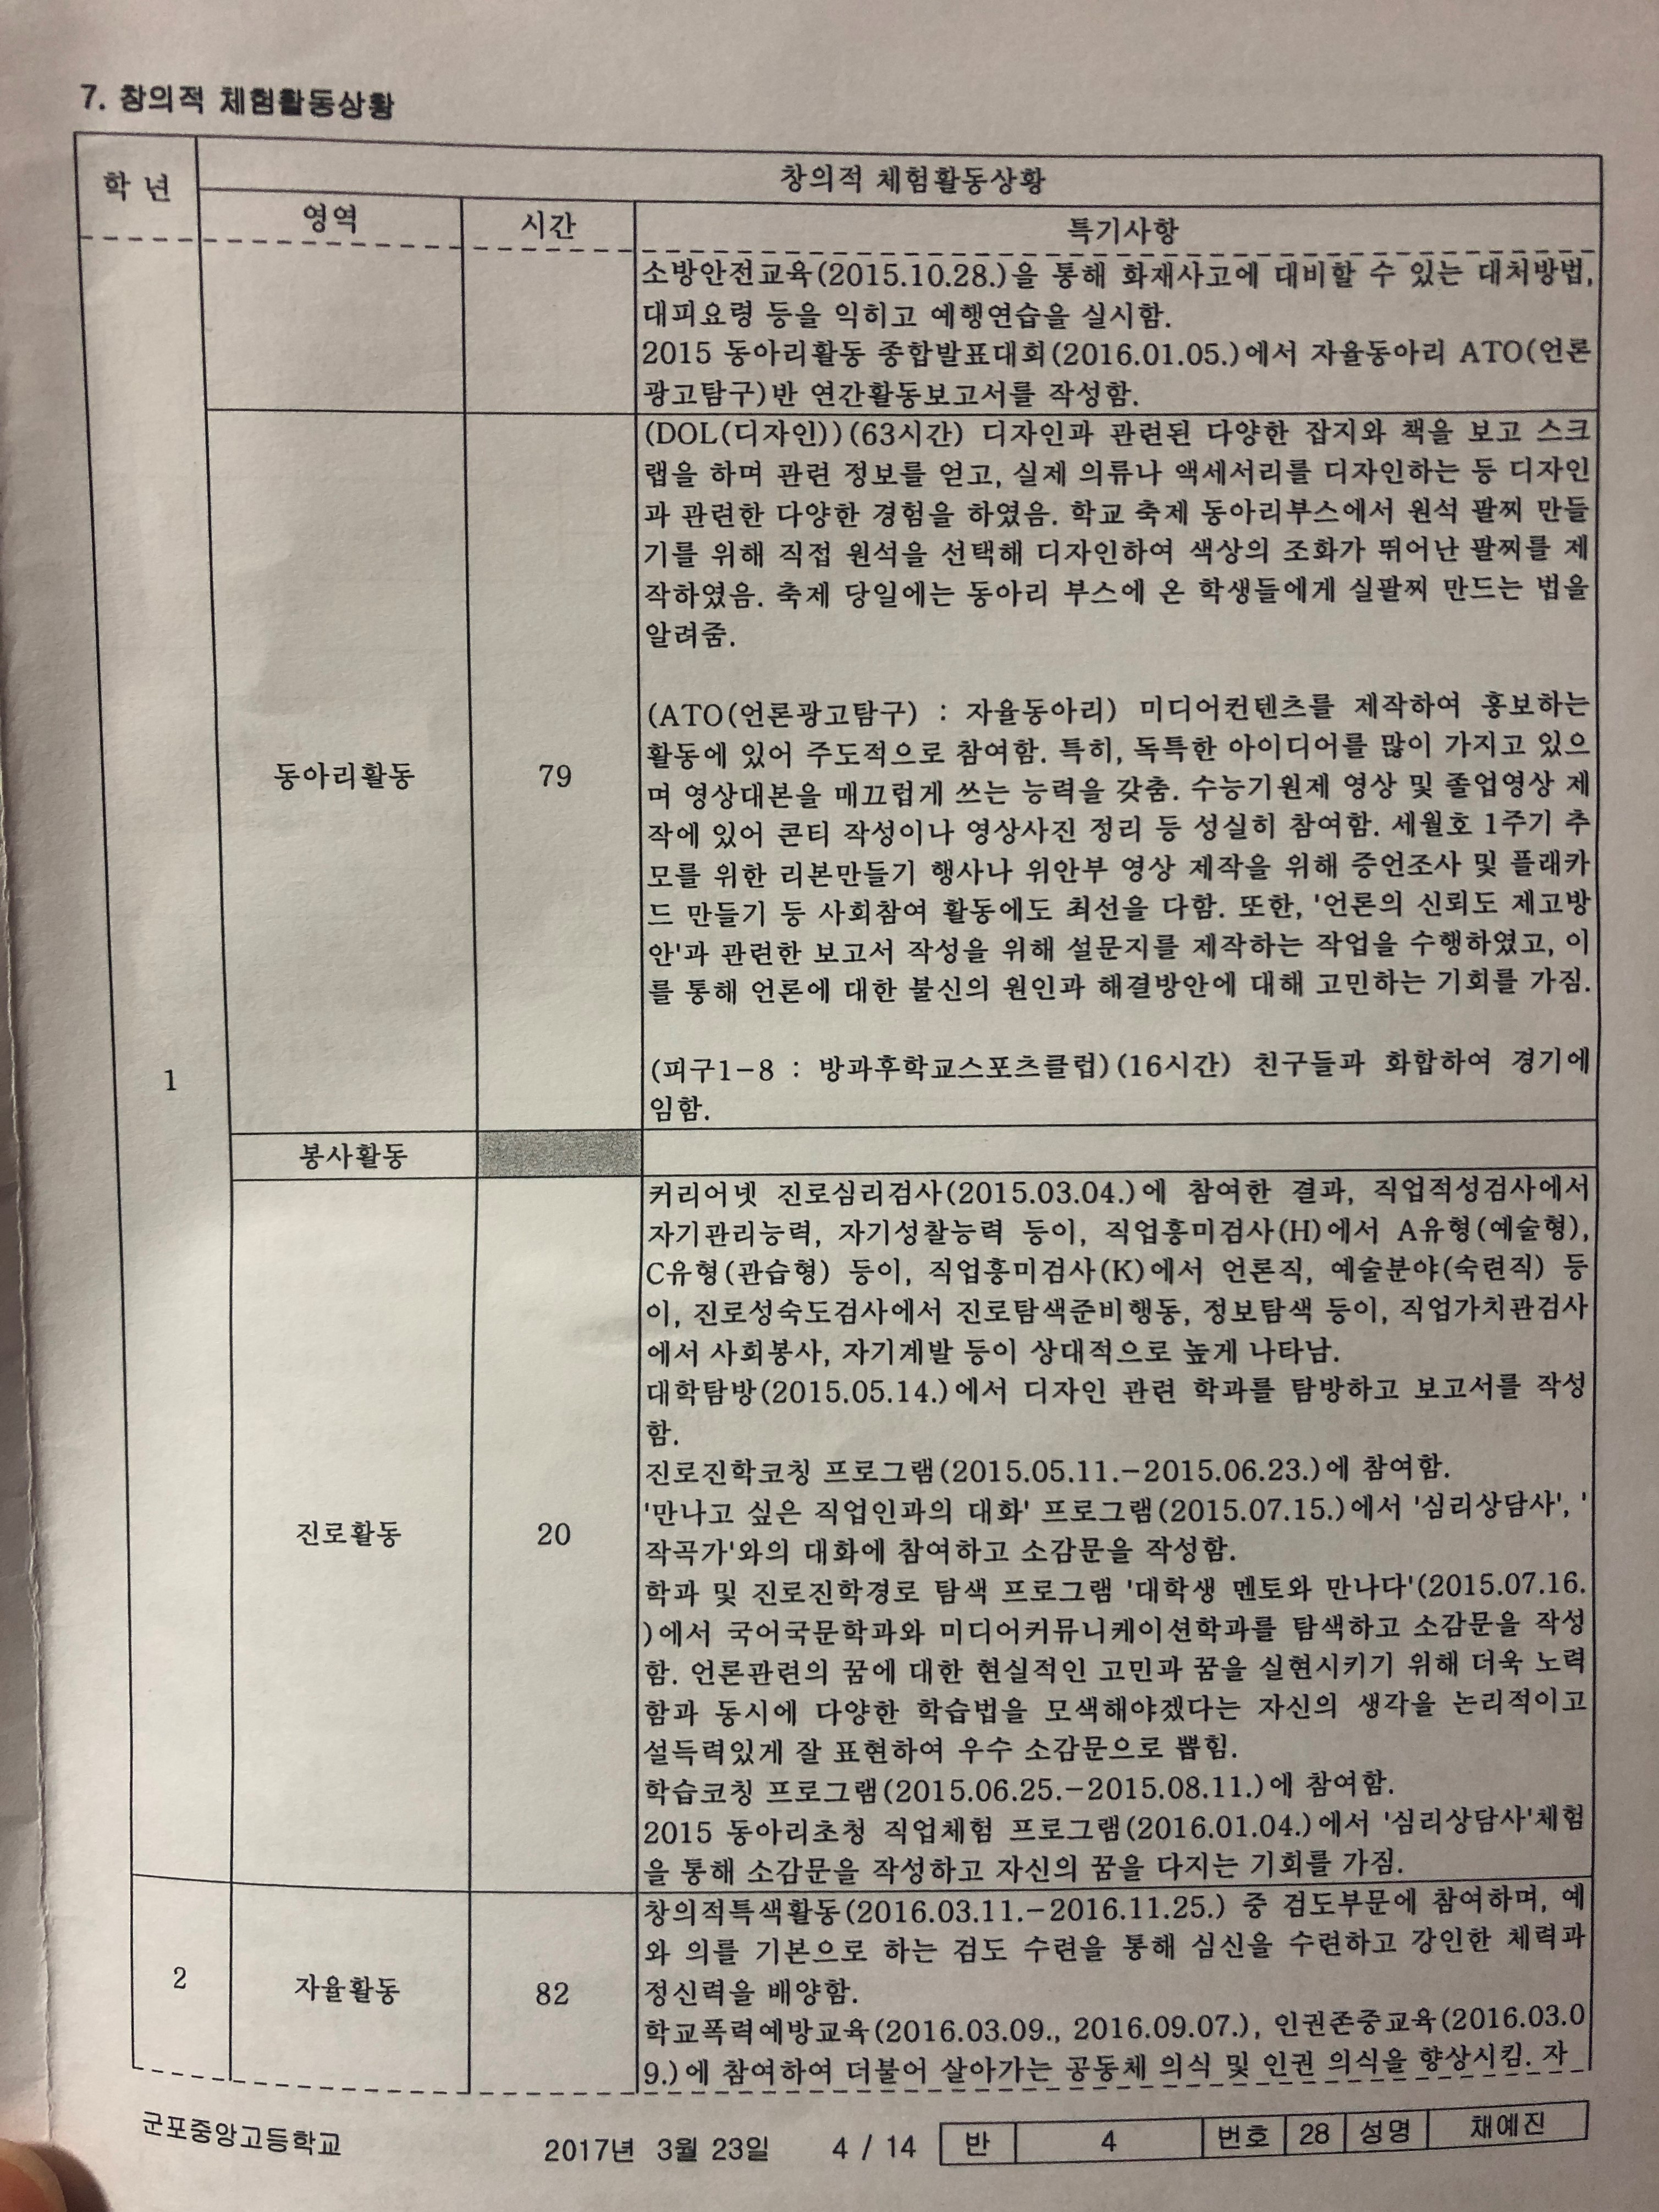 7. 창의적 체험활동상황
학 년
창의적 체험활동상황
영역
시간
특기사항
소방안전교육(2015.10.28.)을 통해 화재사고에 대비할 수 있는 대처방법,
대피요령 등을 익히고 예행연습을 실시함.
2015 동아리활동 종합발표대회(2016.01.05.)에서 자율동아리 ATO(언론
광고탐구)반 연간활동보고서를 작성함.
1
동아리활동
79
(DOL(디자인))(63시간) 디자인과 관련된 다양한 잡지와 책을 보고 스크
랩을 하며 관련 정보를 얻고, 실제 의류나 액세서리를 디자인하는 등 디자인
과 관련한 다양한 경험을 하였음. 학교 축제 동아리부스에서 원석 팔찌 만들
기를 위해 직접 원석을 선택해 디자인하여 색상의 조화가 뛰어난 팔찌를 제
작하였음. 축제 당일에는 동아리 부스에 온 학생들에게 실팔찌 만드는 법을
알려줌.
(ATO(언론광고탐구) : 자율동아리) 미디어컨텐츠를 제작하여 홍보하는
활동에 있어 주도적으로 참여함. 특히, 독특한 아이디어를 많이 가지고 있으
며 영상대본을 매끄럽게 쓰는 능력을 갖춤. 수능기원제 영상 및 졸업영상 제
작에 있어 콘티 작성이나 영상사진 정리 등 성실히 참여함. 세월호 1주기 추
모를 위한 리본만들기 행사나 위안부 영상 제작을 위해 증언조사 및 플래카
드 만들기 등 사회참여 활동에도 최선을 다함. 또한, '언론의 신뢰도 제고방
안'과 관련한 보고서 작성을 위해 설문지를 제작하는 작업을 수행하였고, 이
를 통해 언론에 대한 불신의 원인과 해결방안에 대해 고민하는 기회를 가짐.
(피구1-8 : 방과후학교스포츠클럽)(16시간) 친구들과 화합하여 경기에
임함.
봉사활동
진로활동
20
커리어넷 진로심리검사(2015.03.04.)에 참여한 결과, 직업적성검사에서
자기관리능력, 자기성찰능력 등이, 직업흥미검사(H)에서 A유형(예술형),
C유형(관습형) 등이, 직업흥미검사(K)에서 언론직, 예술분야(숙련직) 등
이, 진로성숙도검사에서 진로탐색준비행동, 정보탐색 등이, 직업가치관검사
에서 사회봉사, 자기계발 등이 상대적으로 높게 나타남.
대학탐방(2015.05.14.)에서 디자인 관련 학과를 탐방하고 보고서를 작성
함.
진로진학코칭 프로그램(2015.05.11.-2015.06.23.)에 참여함.
'만나고 싶은 직업인과의 대화' 프로그램(2015.07.15.)에서 '심리상담사', '
작곡가'와의 대화에 참여하고 소감문을 작성함.
학과 및 진로진학경로 탐색 프로그램 '대학생 멘토와 만나다'(2015.07.16.
)에서 국어국문학과와 미디어커뮤니케이션학과를 탐색하고 소감문을 작성
함. 언론관련의 꿈에 대한 현실적인 고민과 꿈을 실현시키기 위해 더욱 노력
함과 동시에 다양한 학습법을 모색해야겠다는 자신의 생각을 논리적이고
설득력있게 잘 표현하여 우수 소감문으로 뽑힘.
학습코칭 프로그램(2015.06.25.-2015.08.11.)에 참여함.
2015 동아리초청 직업체험 프로그램(2016.01.04.)에서 '심리상담사'체험
을 통해 소감문을 작성하고 자신의 꿈을 다지는 기회를 가짐.
2
자율활동
82
창의적특색활동(2016.03.11.-2016.11.25.) 중 검도부문에 참여하며, 예
와 의를 기본으로 하는 검도 수련을 통해 심신을 수련하고 강인한 체력과
정신력을 배양함.
학교폭력예방교육(2016.03.09., 2016.09.07.), 인권존중교육(2016.03.0
9.)에 참여하여 더불어 살아가는 공동체 의식 및 인권 의식을 향상시킴. 자
군포중앙고등학교
2017년 3월 23일
4 / 14
반 4 번호 28 성명 채예진